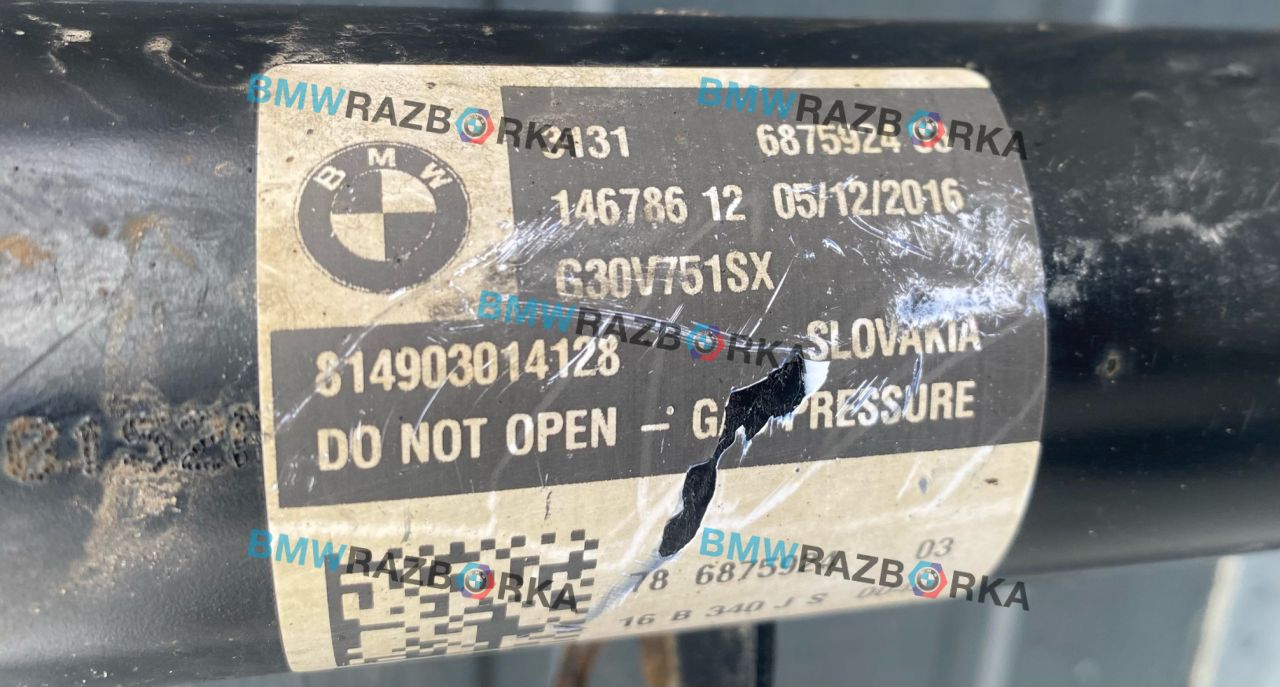 BMW
3131 6875924
146786 12 05/12/2016
G30V751SX
814903014128 SLOVAKIA
DO NOT OPEN – PRESSURE
78 03
16 B 340 J S
BMWRAZBORKA
BMWRAZBORKA
BMWRAZBORKA
BMWRAZBORKA
BMWRAZBORKA